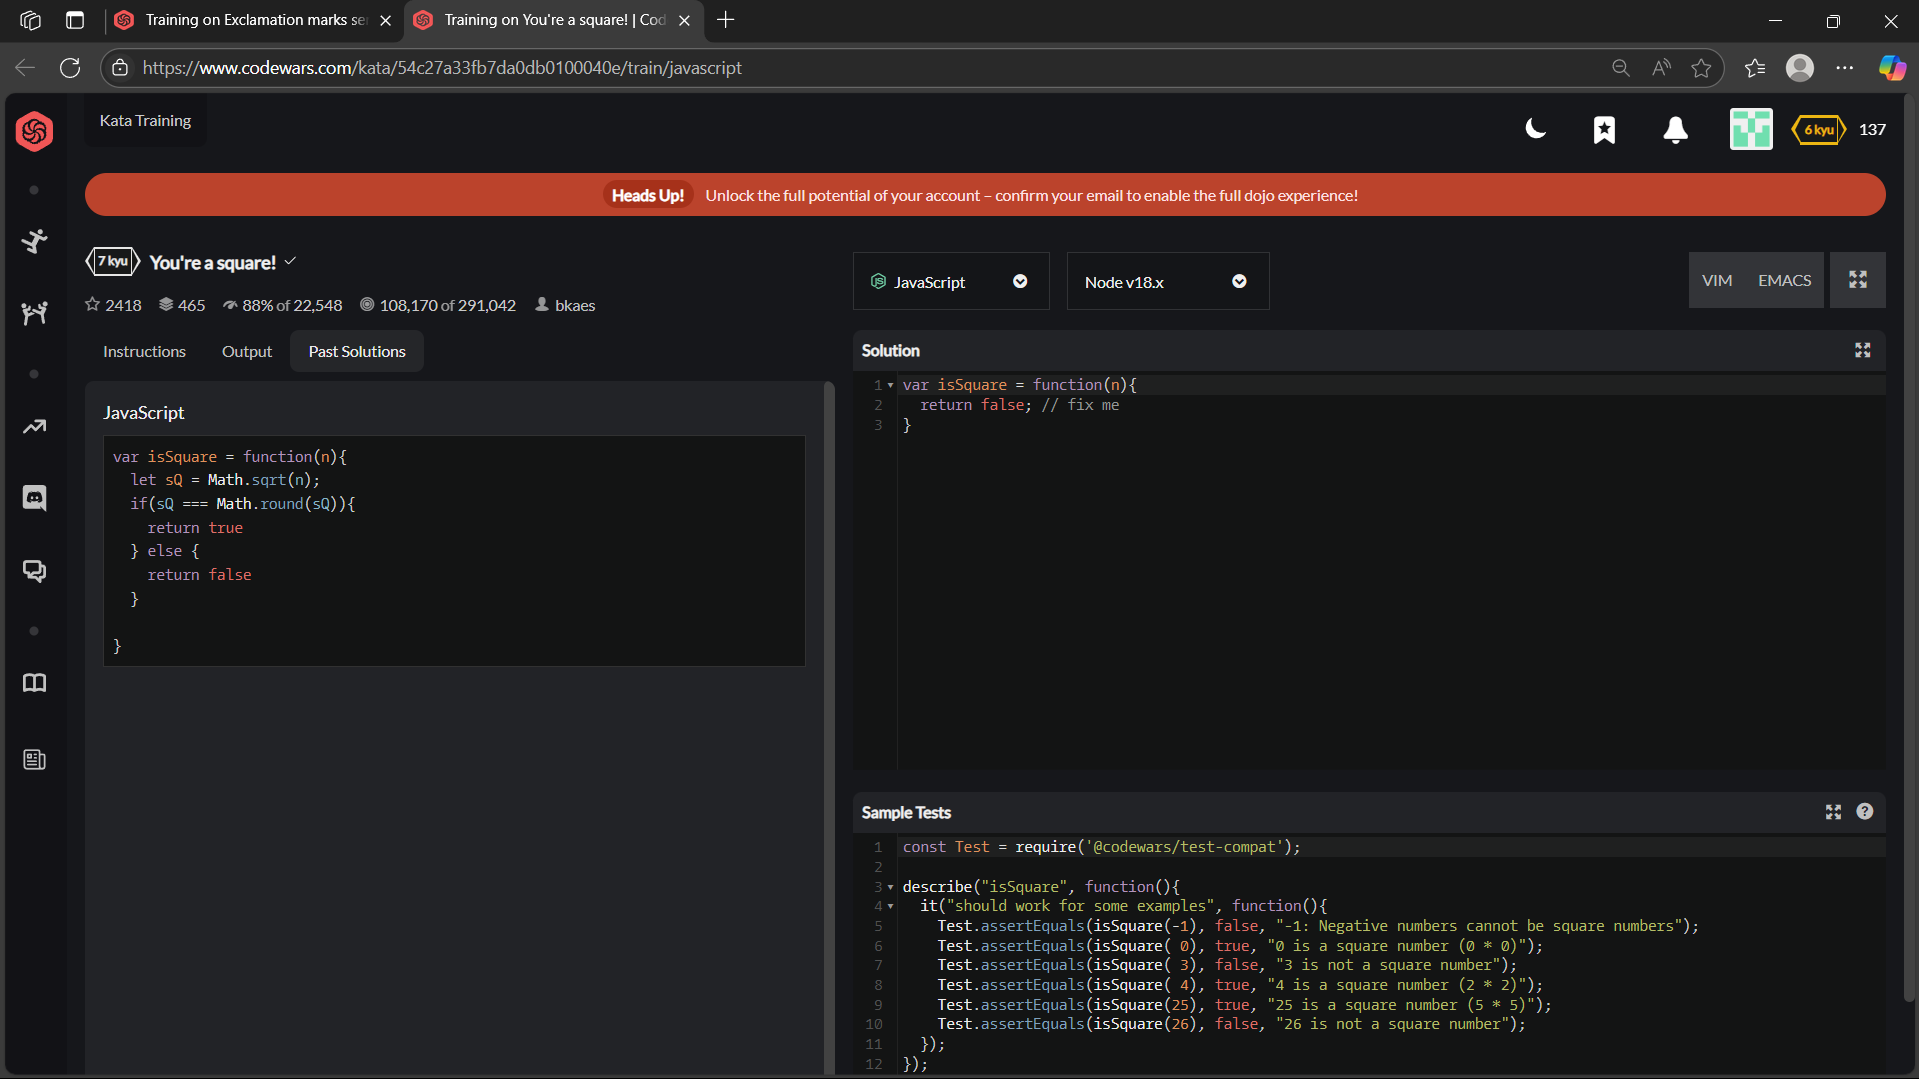 Training on Exclamation marks se
Training on You're a square! | Cod
https://www.codewars.com/kata/54c27a33fb7da0db0100040e/train/javascript
Kata Training
6 kyu
137
Heads Up! Unlock the full potential of your account – confirm your email to enable the full dojo experience!
7 kyu You're a square!
2418 465 88% of 22,548 108,170 of 291,042 bkaes
Instructions Output Past Solutions
JavaScript
var isSquare = function(n){
let sQ = Math.sqrt(n);
if(sQ === Math.round(sQ)){
return true
} else {
return false
}
}
JavaScript
Node v18.x
VIM EMACS
Solution
1 var isSquare = function(n){
2 return false; // fix me
3 }
Sample Tests
1 const Test = require('@codewars/test-compat');
2
3 describe("isSquare", function(){
4 it("should work for some examples", function(){
5 Test.assertEquals(isSquare(-1), false, "-1: Negative numbers cannot be square numbers");
6 Test.assertEquals(isSquare( 0), true, "0 is a square number (0 * 0)");
7 Test.assertEquals(isSquare( 3), false, "3 is not a square number");
8 Test.assertEquals(isSquare( 4), true, "4 is a square number (2 * 2)");
9 Test.assertEquals(isSquare(25), true, "25 is a square number (5 * 5)");
10 Test.assertEquals(isSquare(26), false, "26 is not a square number");
11 });
12 });